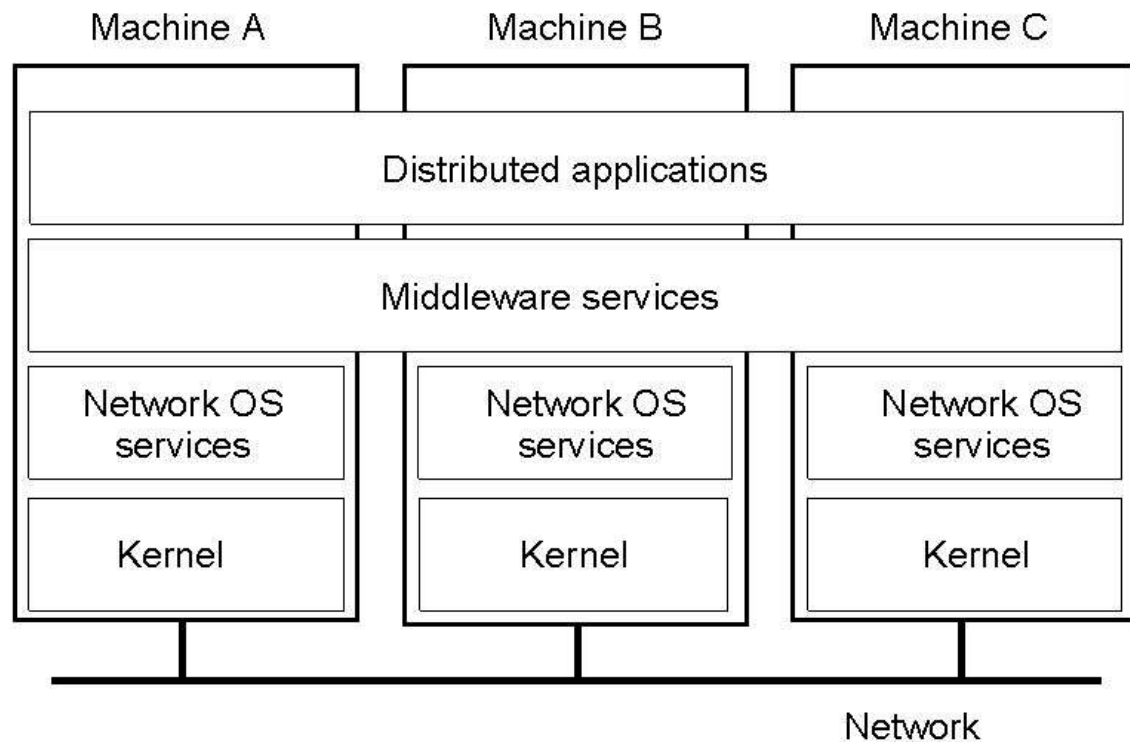 Machine A
Machine B
Machine C
Distributed applications
Middleware services
Network OS
services
Network OS
services
Network OS
services
Kernel
Kernel
Kernel
Network